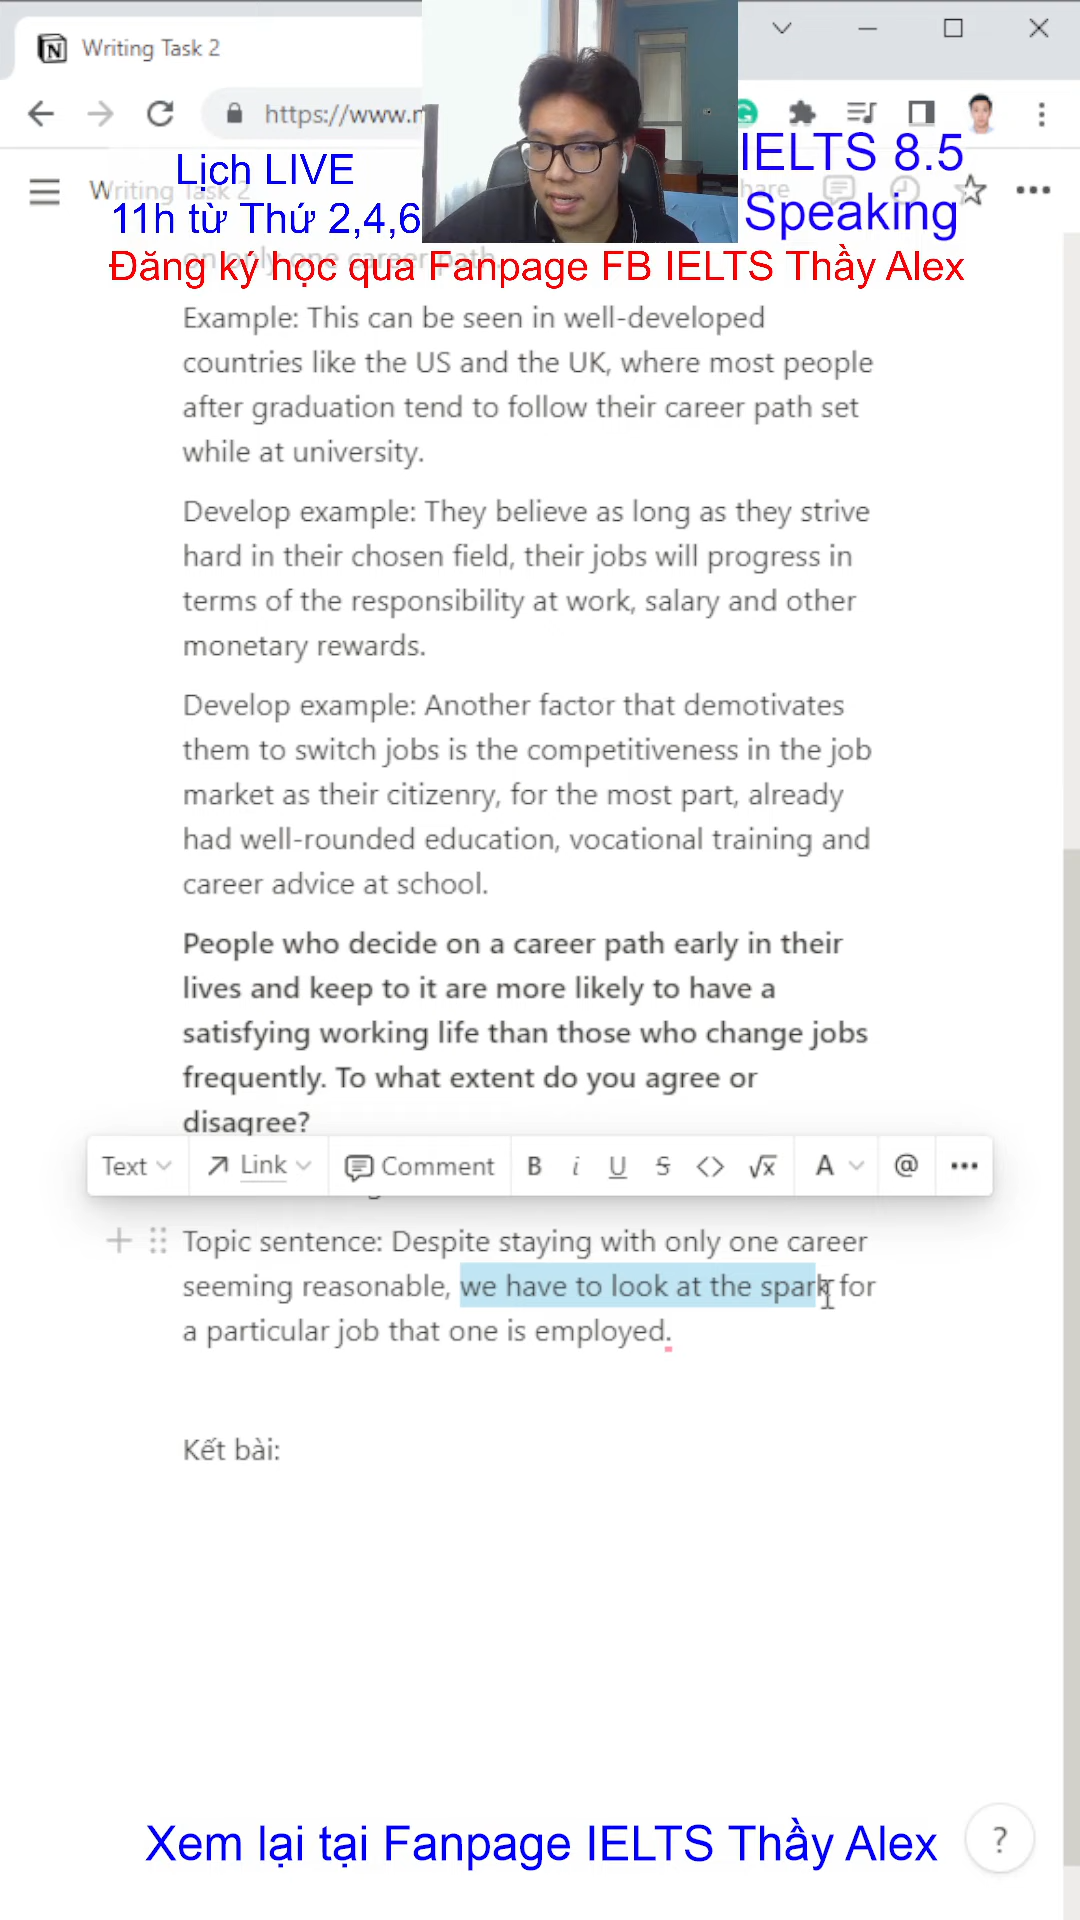 Writing Task 2
https://www.
Lịch LIVE
11h từ Thứ 2,4,6
IELTS 8.5
Speaking
Writing Task 2
Đăng ký học qua Fanpage FB IELTS Thầy Alex
on only one career path.
Example: This can be seen in well-developed
countries like the US and the UK, where most people
after graduation tend to follow their career path set
while at university.
Develop example: They believe as long as they strive
hard in their chosen field, their jobs will progress in
terms of the responsibility at work, salary and other
monetary rewards.
Develop example: Another factor that demotivates
them to switch jobs is the competitiveness in the job
market as their citizenry, for the most part, already
had well-rounded education, vocational training and
career advice at school.
People who decide on a career path early in their
lives and keep to it are more likely to have a
satisfying working life than those who change jobs
frequently. To what extent do you agree or
disagree?
Text Link Comment B i U S <> √x A @ •••
Topic sentence: Despite staying with only one career
seeming reasonable, we have to look at the spark for
a particular job that one is employed.
Kết bài:
Xem lại tại Fanpage IELTS Thầy Alex
?